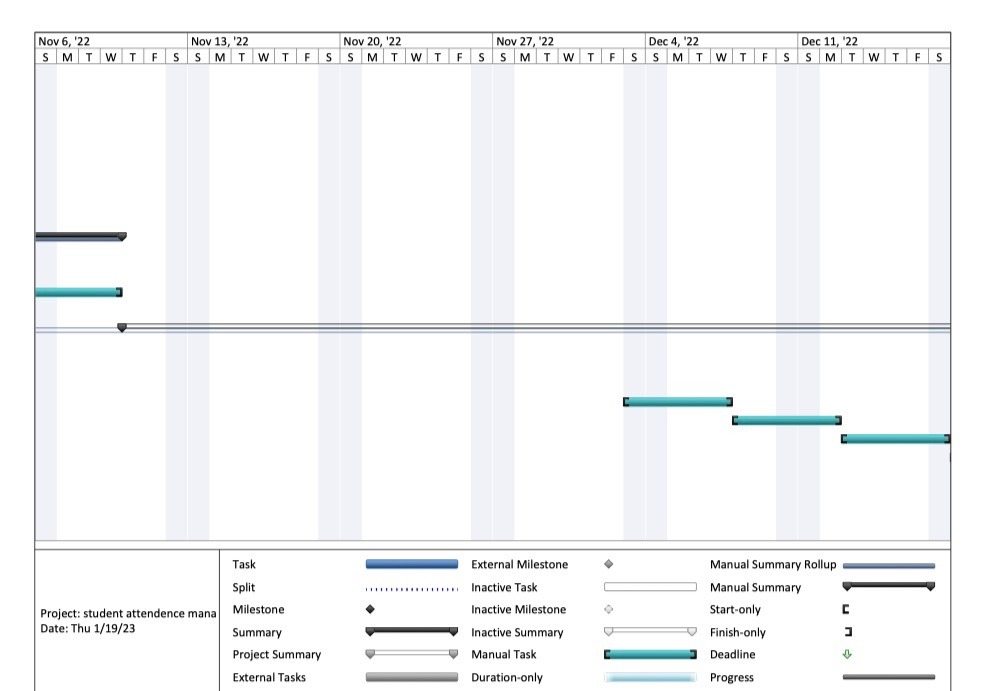 Nov 6, '22 Nov 13, '22 Nov 20, '22 Nov 27, '22 Dec 4, '22 Dec 11, '22
S M T W T F S S M T W T F S S M T W T F S S M T W T F S S M T W T F S S M T W T F S
Task External Milestone Manual Summary Rollup
Split Inactive Task Manual Summary
Milestone Inactive Milestone Start-only
Project: student attendence mana
Date: Thu 1/19/23
Summary Inactive Summary Finish-only
Project Summary Manual Task Deadline
External Tasks Duration-only Progress